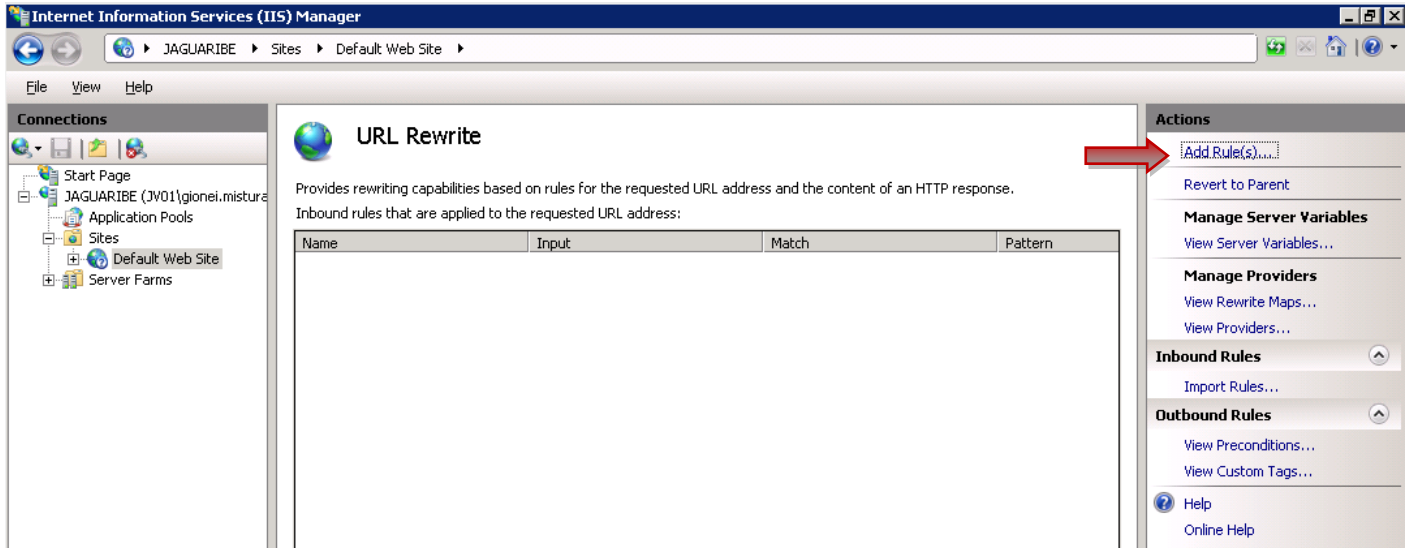 Internet Information Services (IIS) Manager
JAGUARIBE Sites Default Web Site
File View Help
Connections
Start Page
JAGUARIBE (JV01\gionei.mistura
Application Pools
Sites
Default Web Site
Server Farms
URL Rewrite
Provides rewriting capabilities based on rules for the requested URL address and the content of an HTTP response.
Inbound rules that are applied to the requested URL address:
Name Input Match Pattern
Actions
Add Rule(s)...
Revert to Parent
Manage Server Variables
View Server Variables...
Manage Providers
View Rewrite Maps...
View Providers...
Inbound Rules
Import Rules...
Outbound Rules
View Preconditions...
View Custom Tags...
Help
Online Help